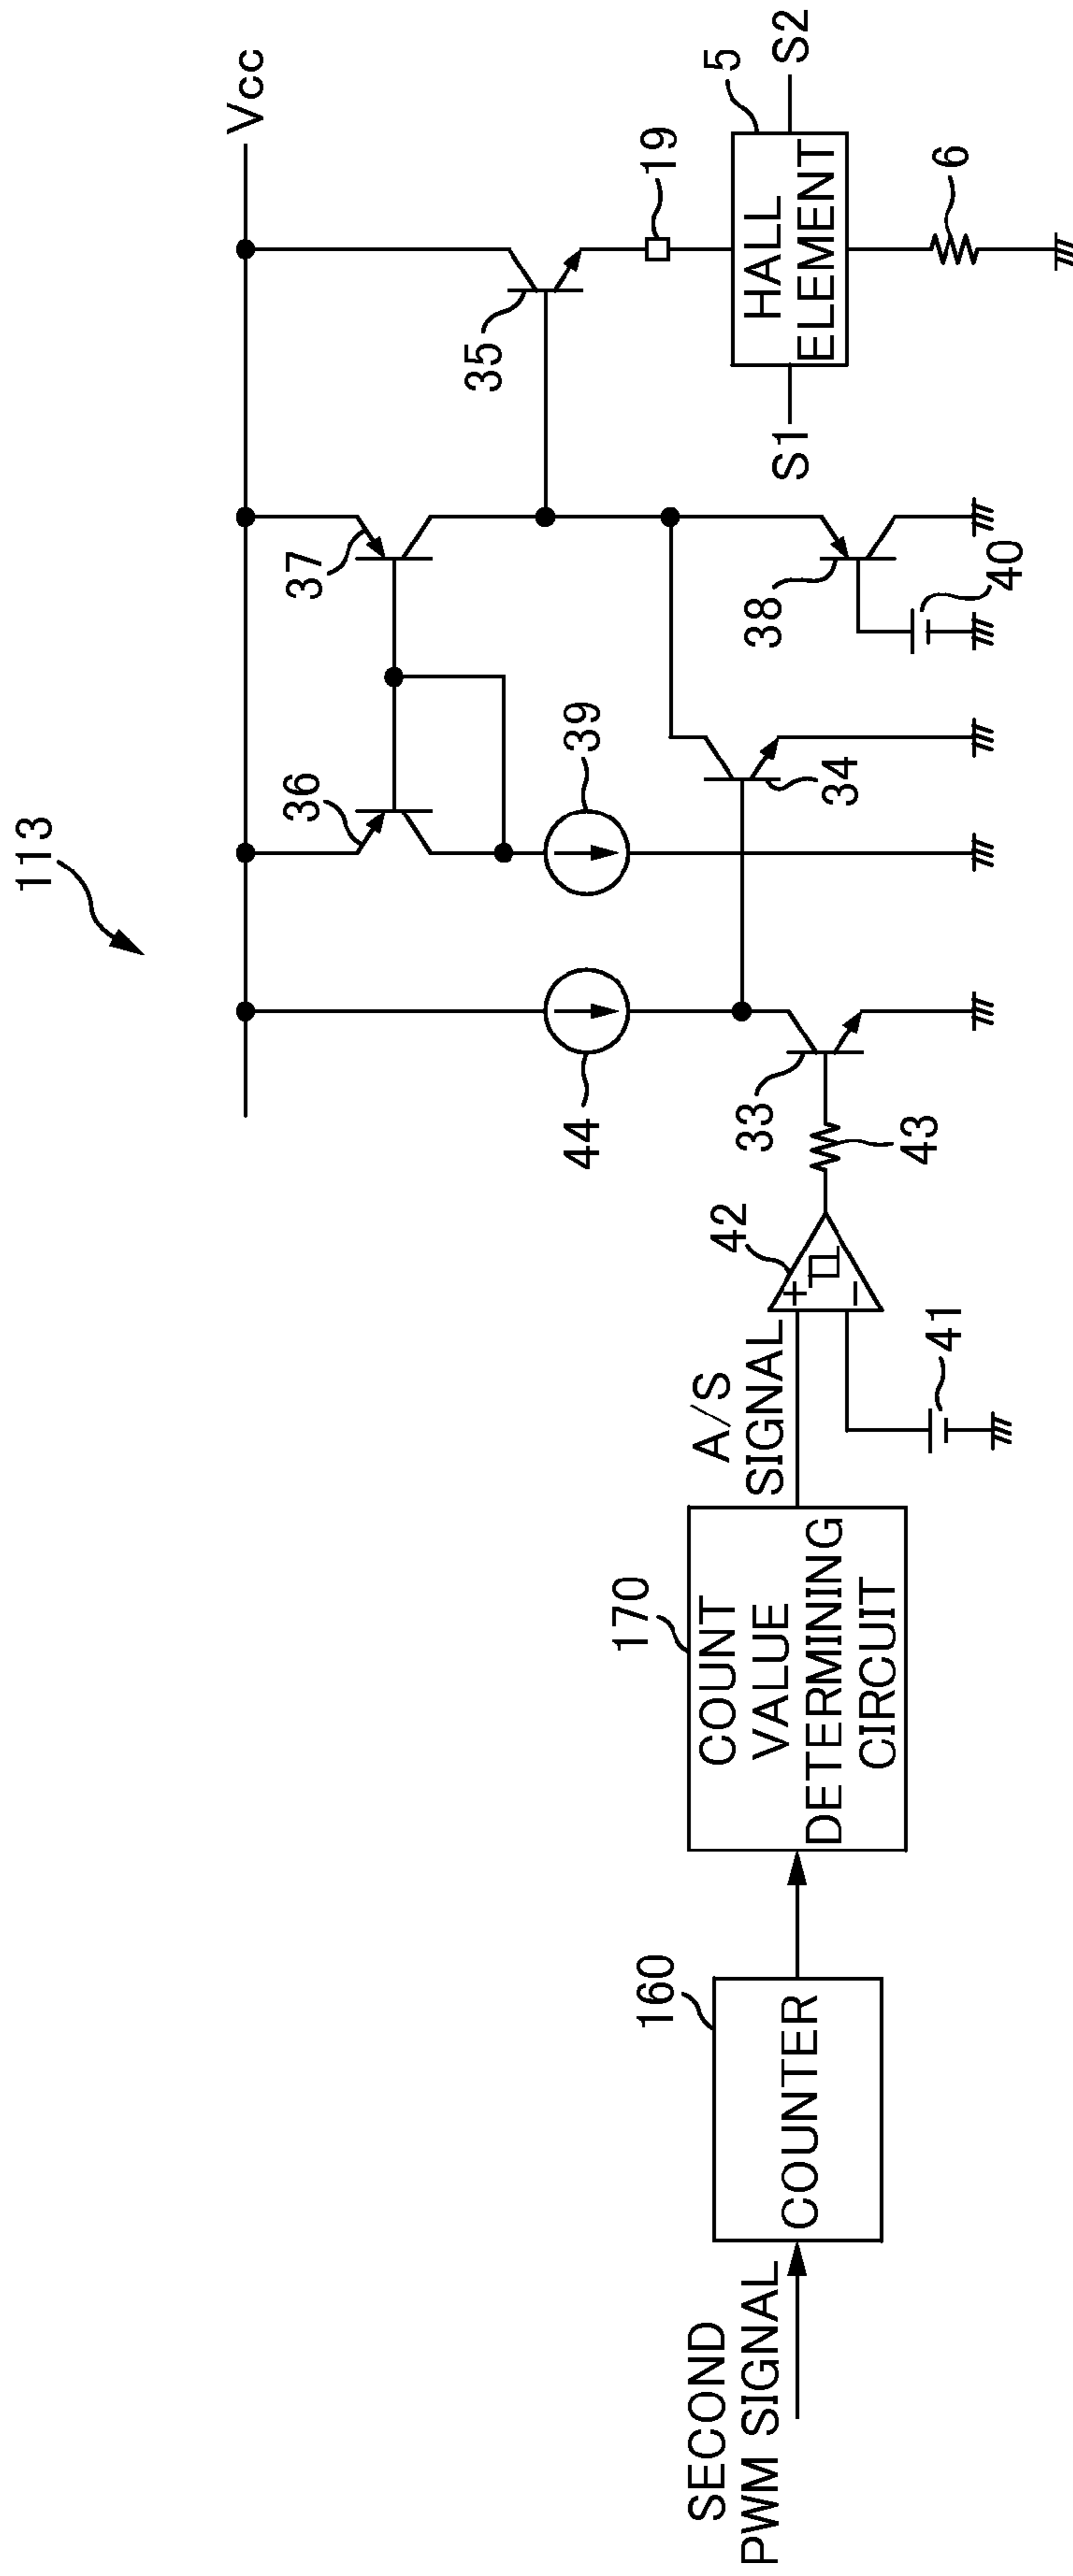 113
SECOND
PWM SIGNAL
160
COUNTER
170
COUNT
VALUE
DETERMINING
CIRCUIT
A/S
SIGNAL
41
42
+
−
43
33
44
36
39
34
37
38
40
35
Vcc
19
S1
HALL
ELEMENT
5
S2
6